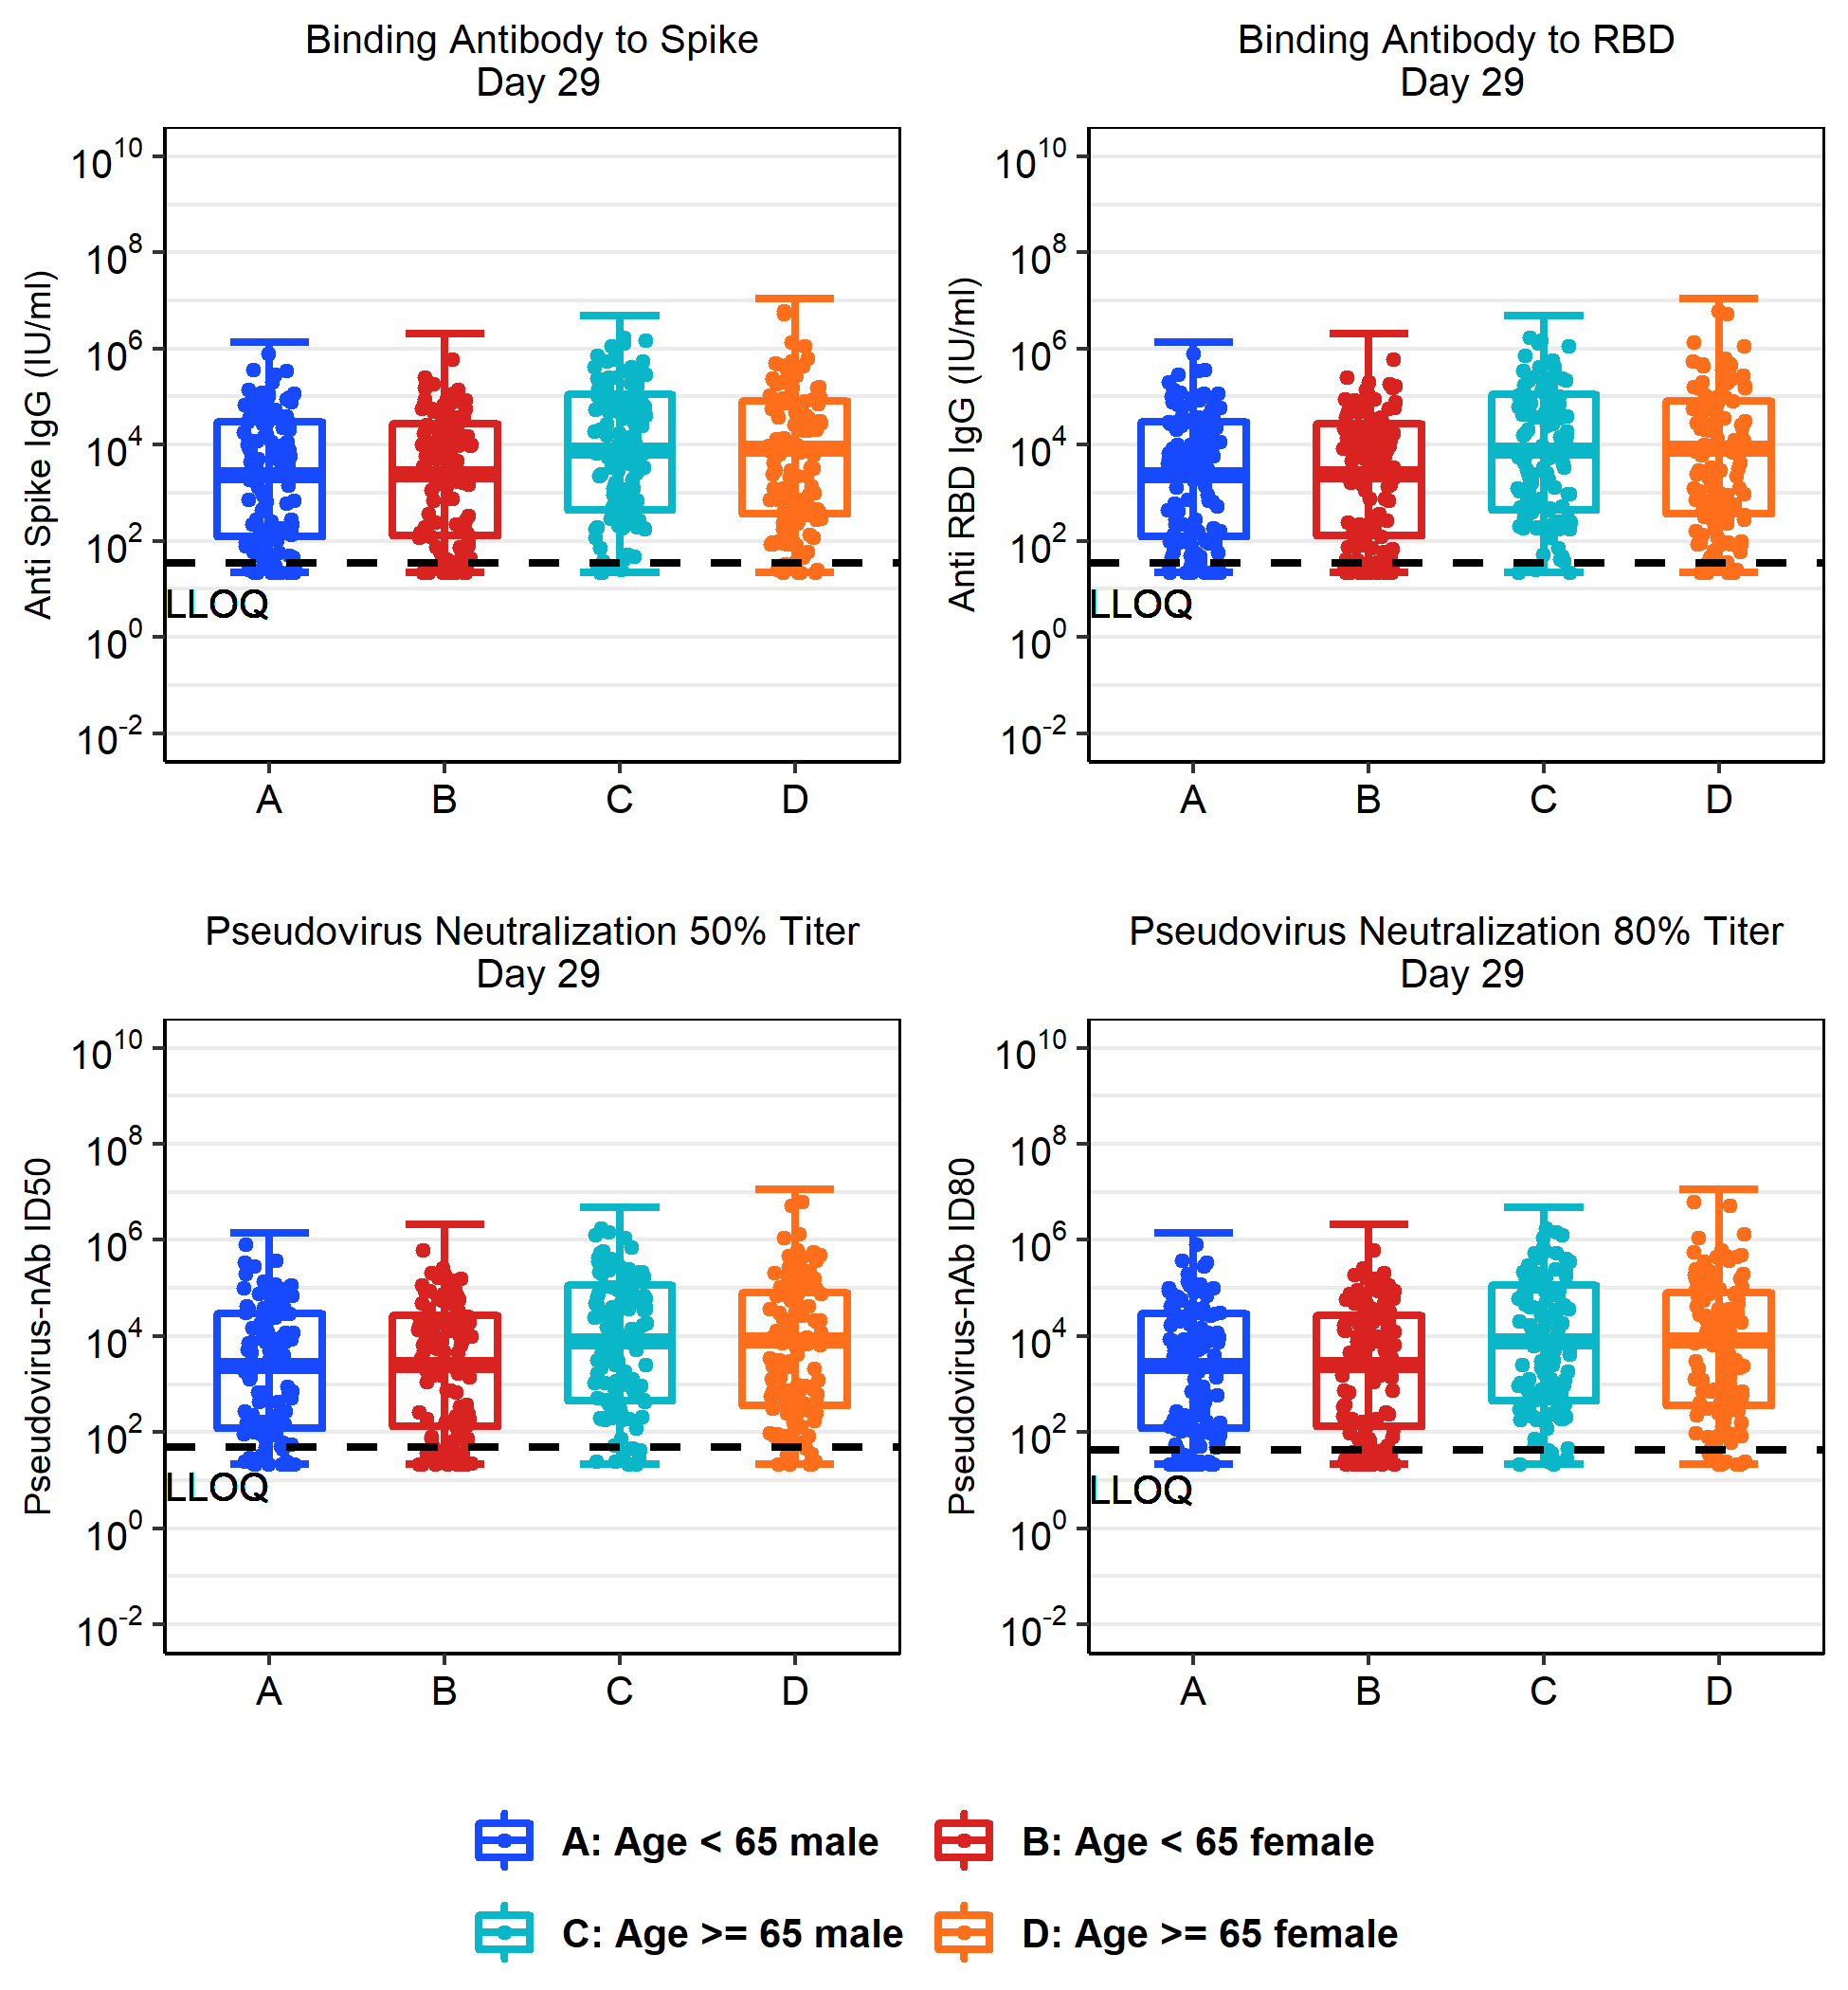 Binding Antibody to Spike
Day 29
Anti Spike IgG (IU/ml)
10^10
10^8
10^6
10^4
10^2
10^0
10^-2
LLOQ
A B C D
Binding Antibody to RBD
Day 29
Anti RBD IgG (IU/ml)
10^10
10^8
10^6
10^4
10^2
10^0
10^-2
LLOQ
A B C D
Pseudovirus Neutralization 50% Titer
Day 29
Pseudovirus-nAb ID50
10^10
10^8
10^6
10^4
10^2
10^0
10^-2
LLOQ
A B C D
Pseudovirus Neutralization 80% Titer
Day 29
Pseudovirus-nAb ID80
10^10
10^8
10^6
10^4
10^2
10^0
10^-2
LLOQ
A B C D
A: Age < 65 male
B: Age < 65 female
C: Age >= 65 male
D: Age >= 65 female